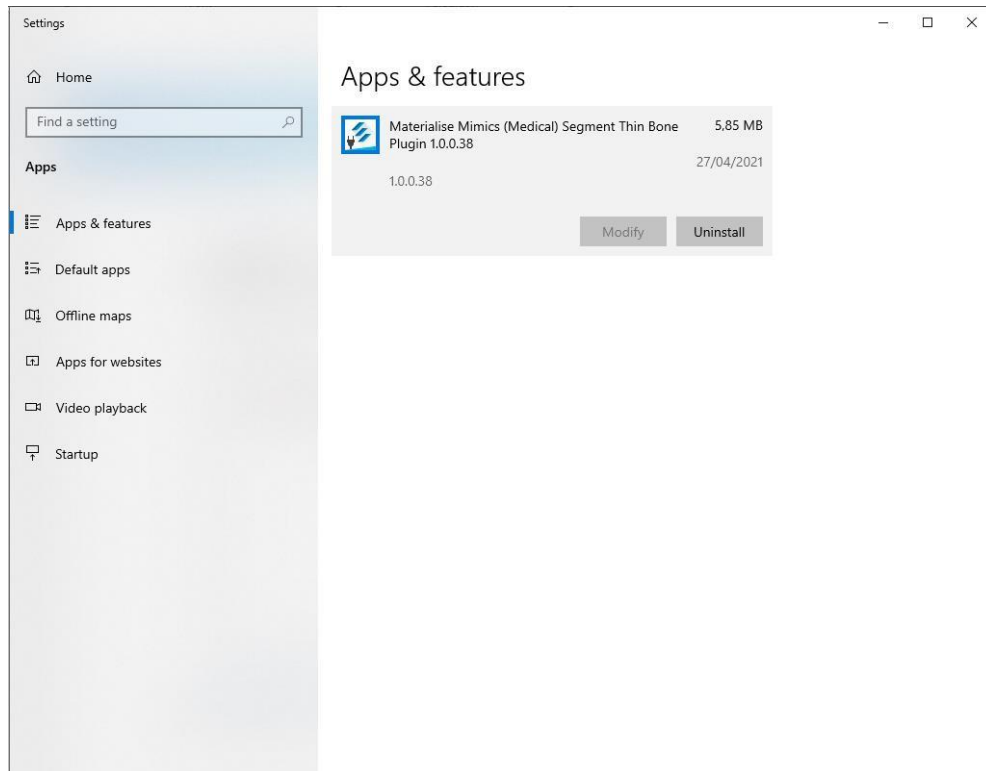 Settings
Home
Find a setting
Apps
Apps & features
Default apps
Offline maps
Apps for websites
Video playback
Startup
Apps & features
Materialise Mimics (Medical) Segment Thin Bone
Plugin 1.0.0.38
5,85 MB
27/04/2021
1.0.0.38
Modify
Uninstall